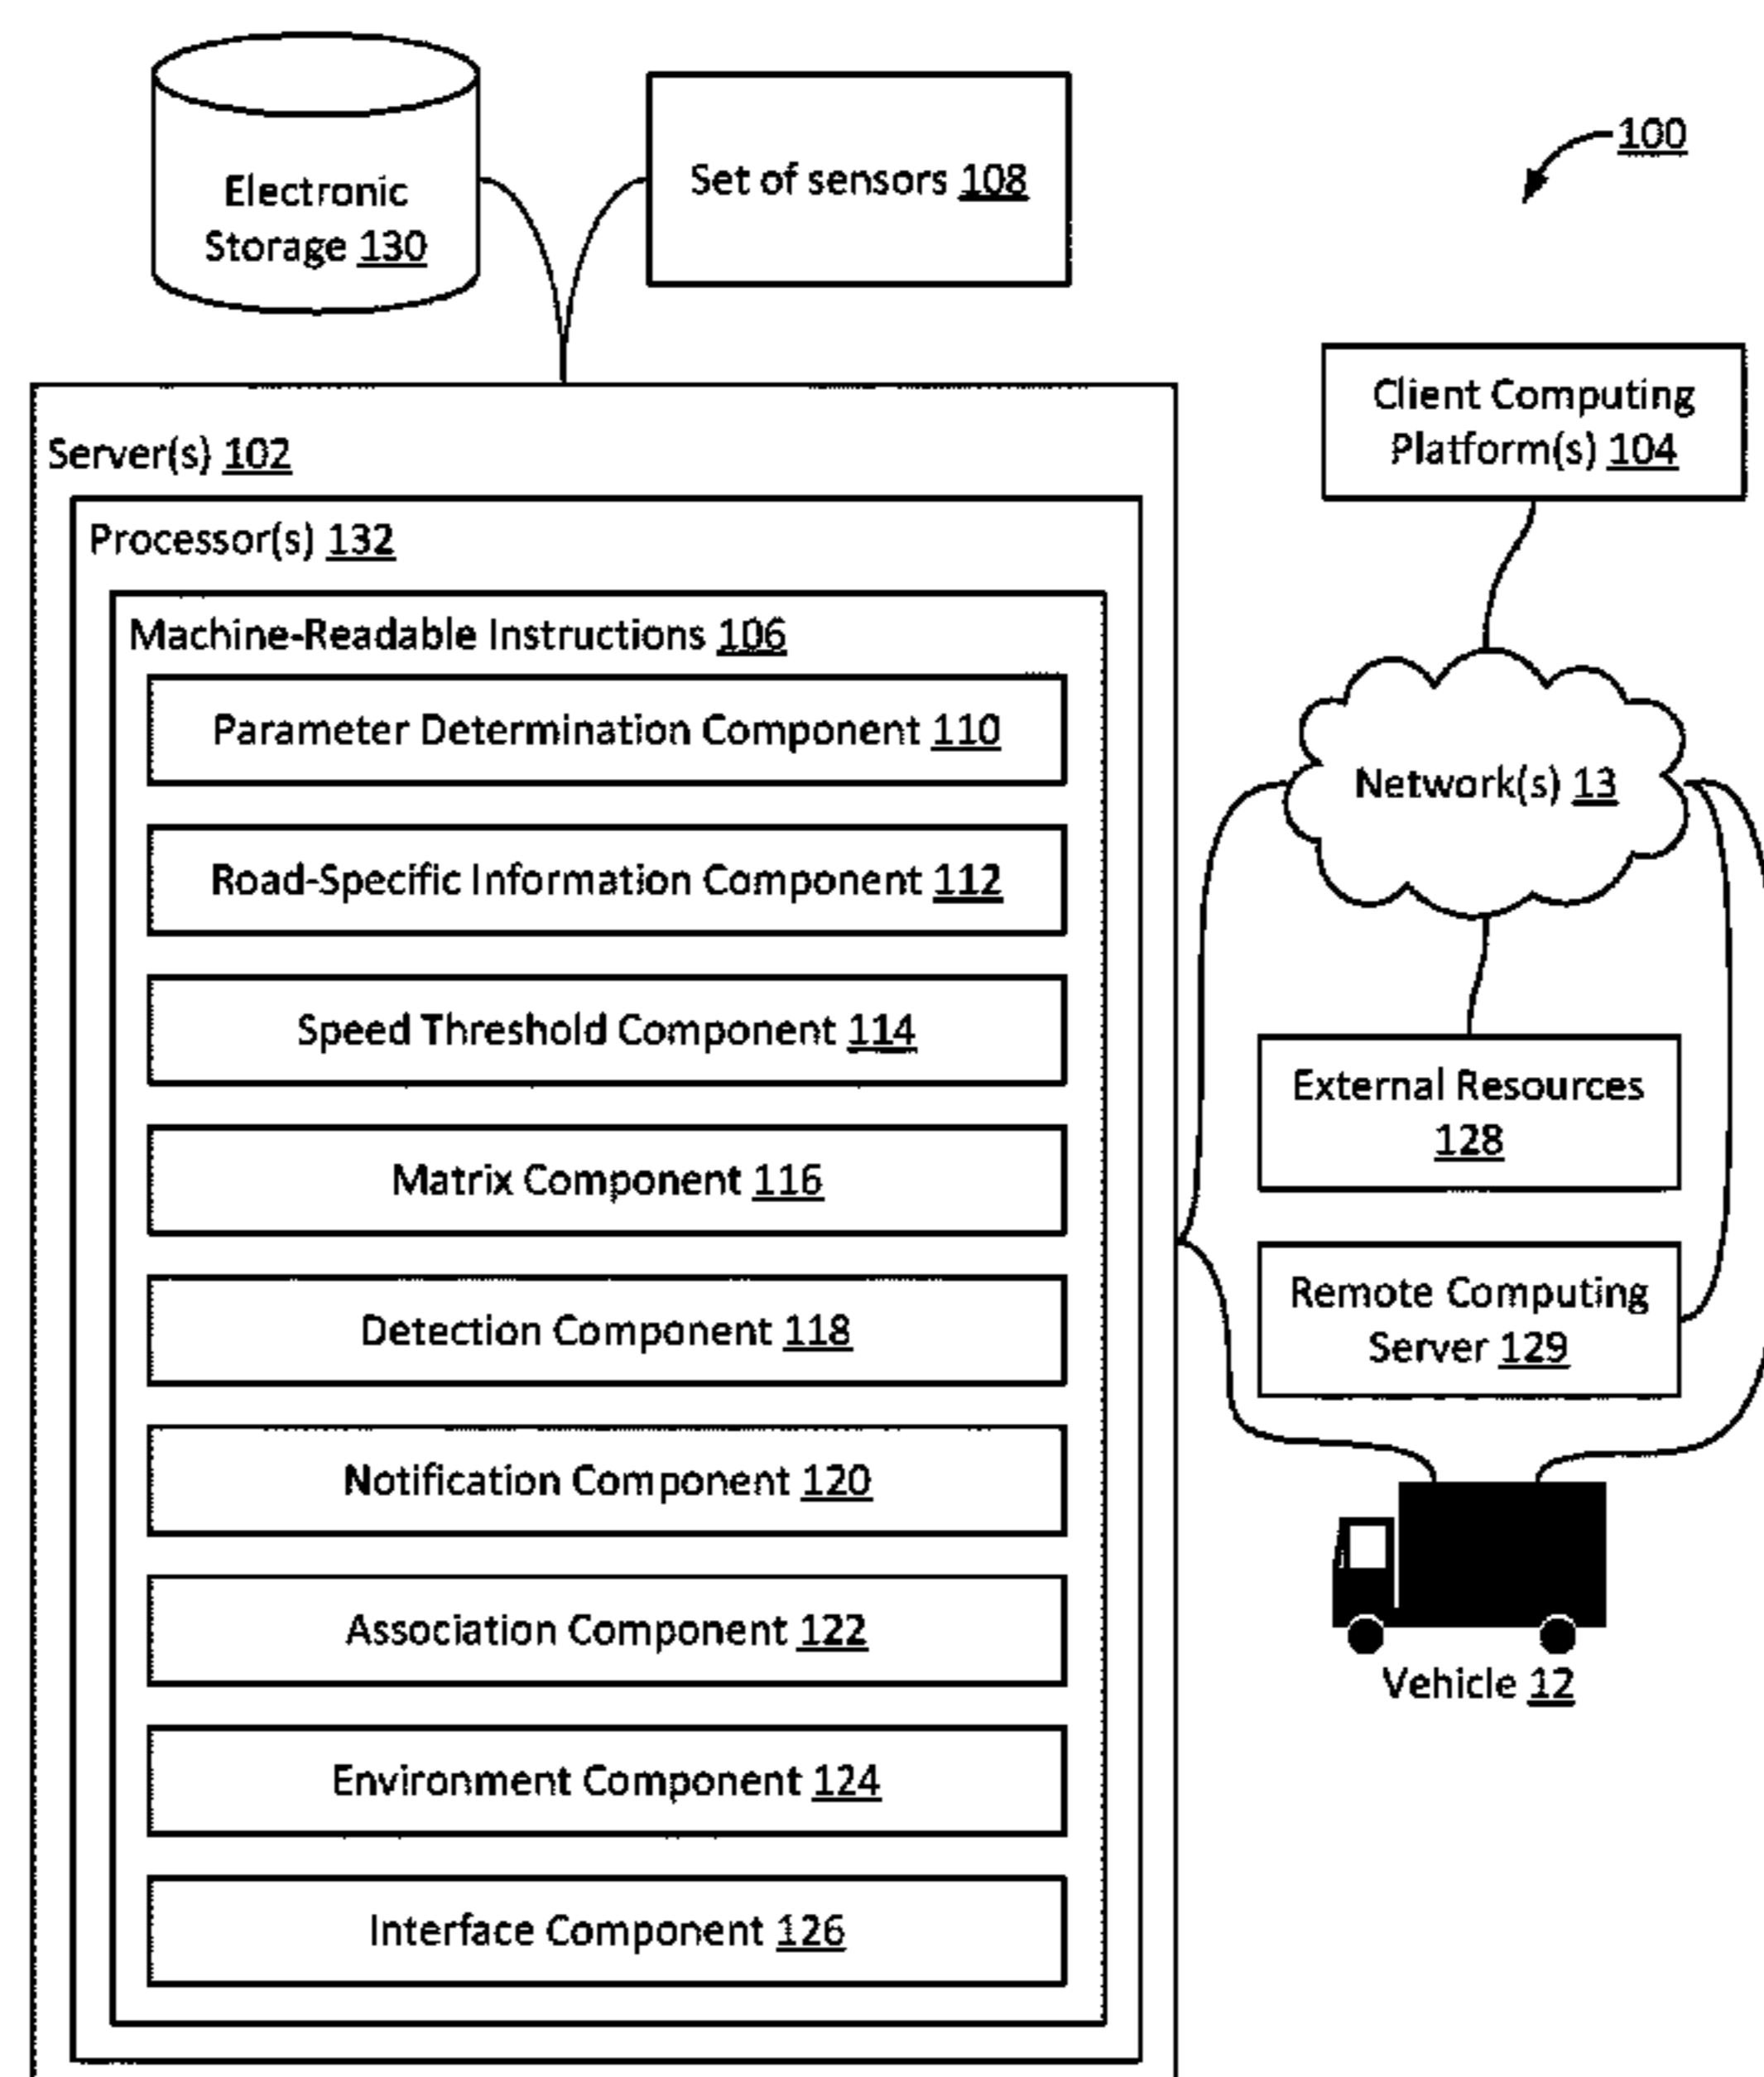 Electronic
Storage 130
Set of sensors 108
100
Server(s) 102
Processor(s) 132
Machine-Readable Instructions 106
Parameter Determination Component 110
Road-Specific Information Component 112
Speed Threshold Component 114
Matrix Component 116
Detection Component 118
Notification Component 120
Association Component 122
Environment Component 124
Interface Component 126
Client Computing
Platform(s) 104
Network(s) 13
External Resources
128
Remote Computing
Server 129
Vehicle 12